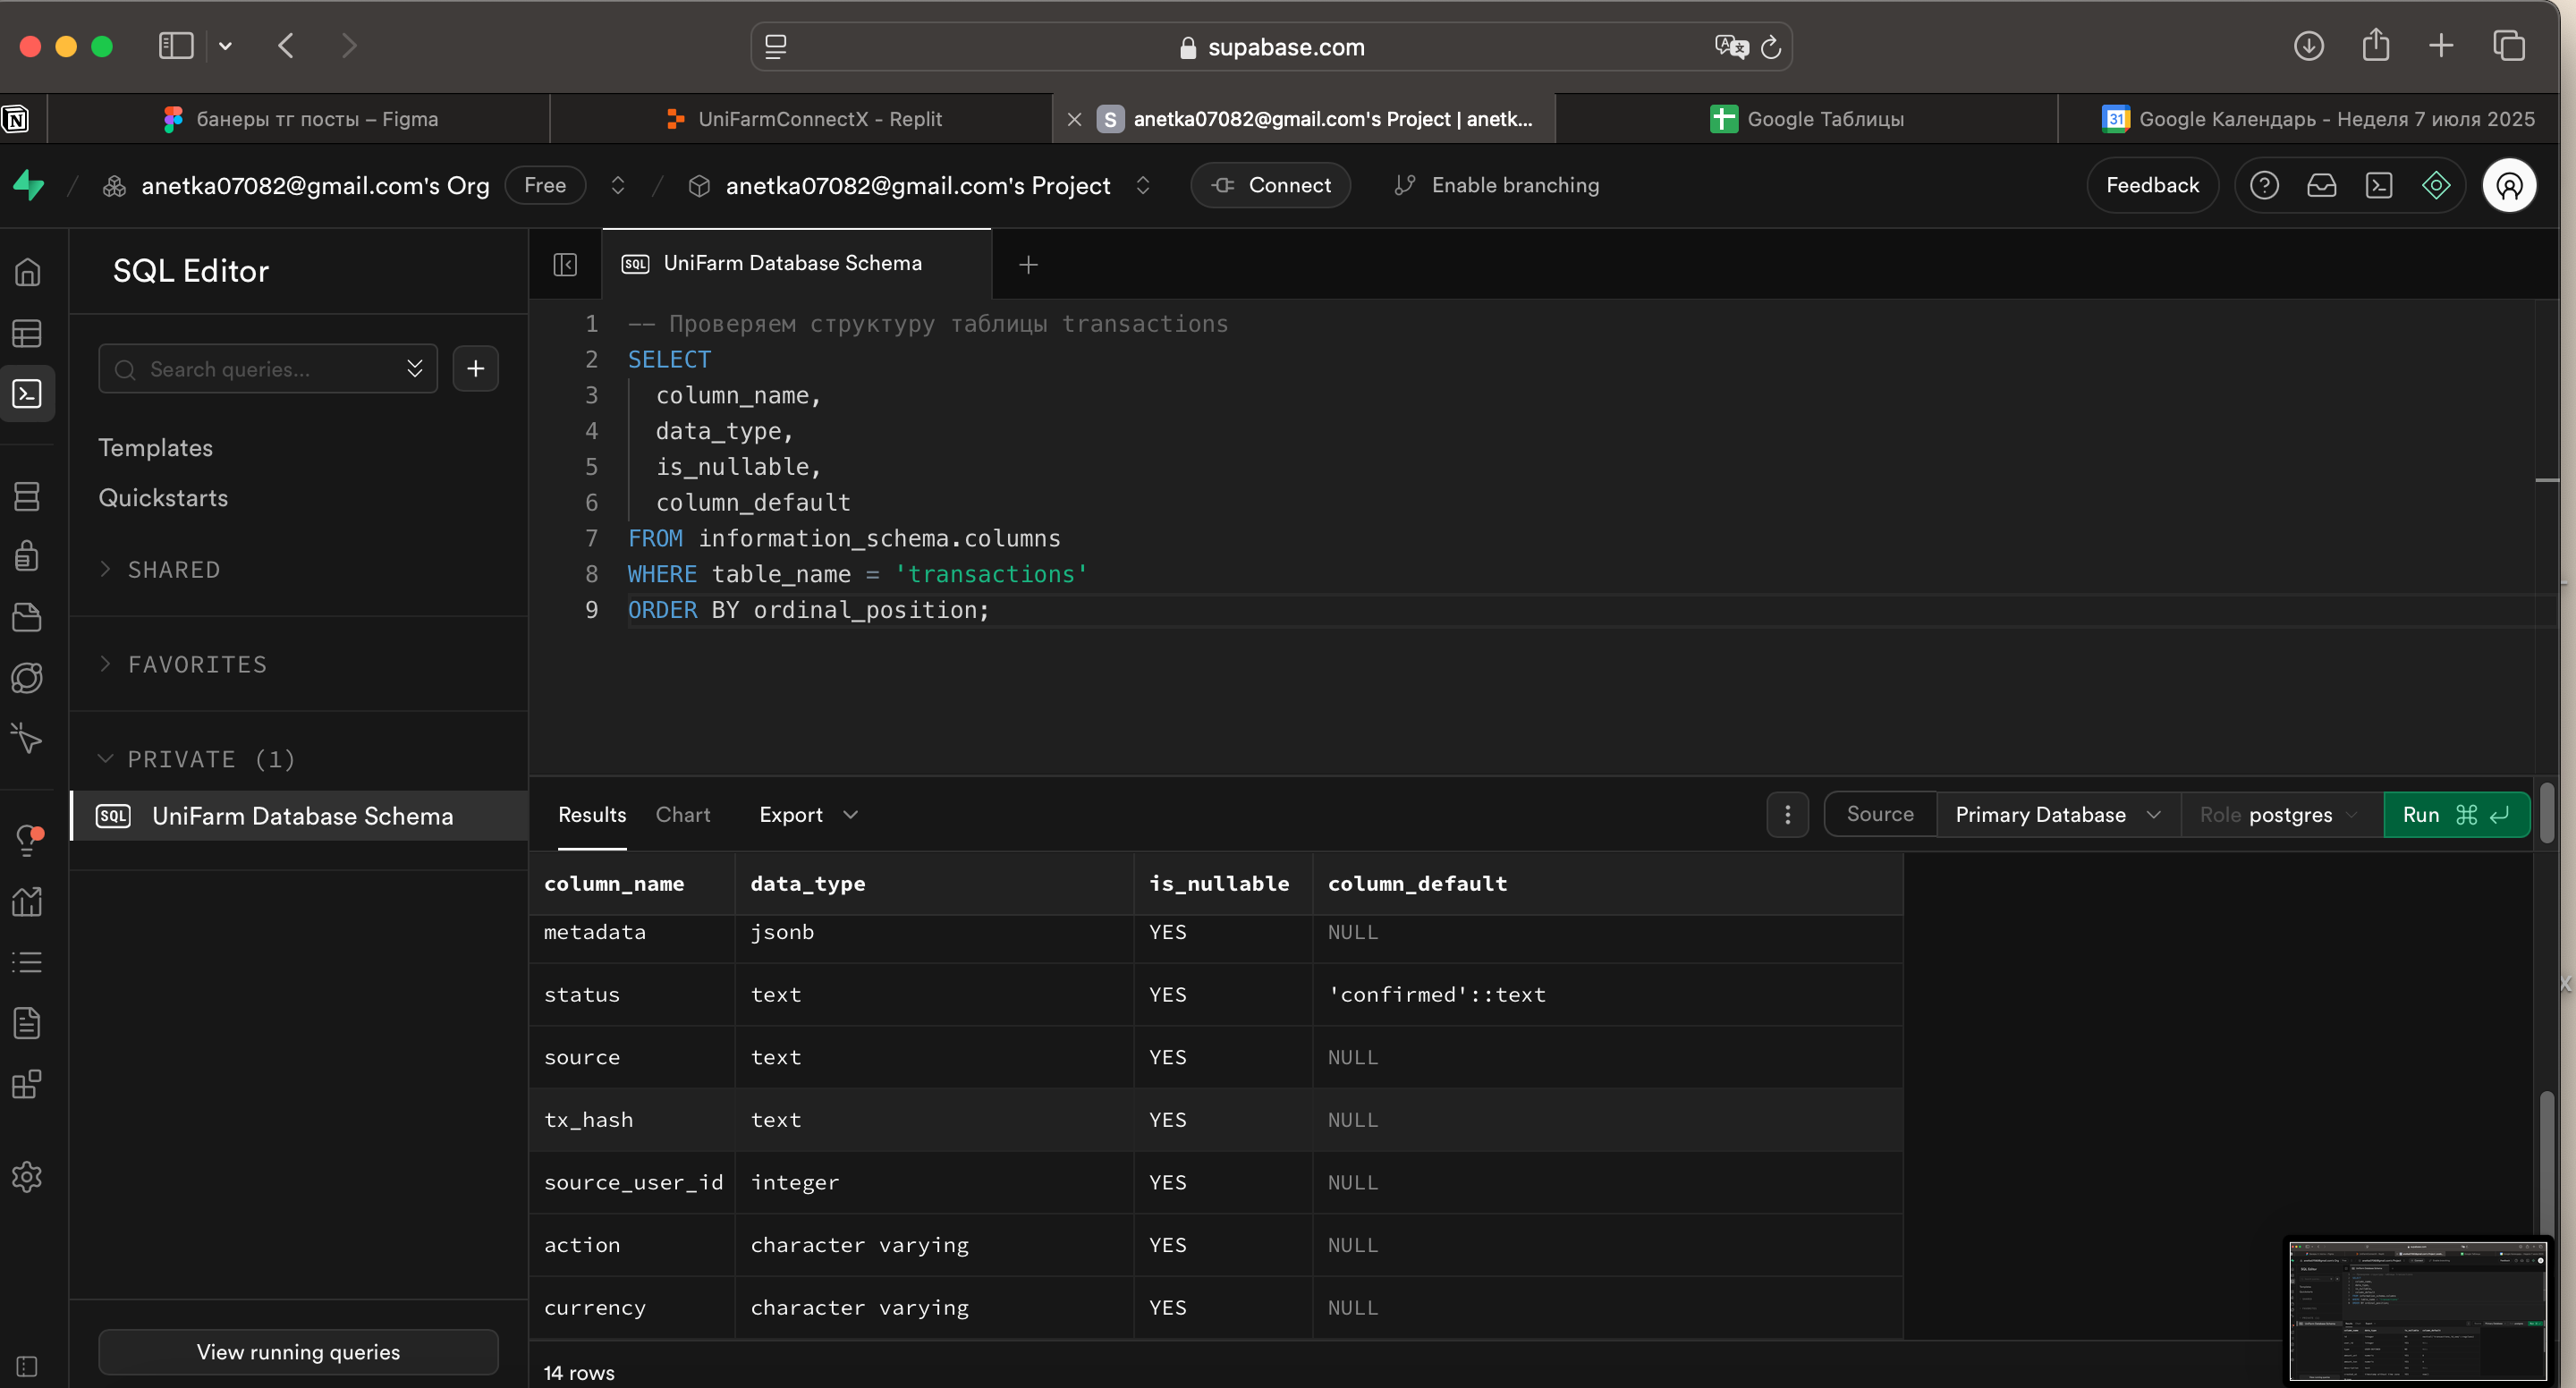 supabase.com
банеры тг посты – Figma
UniFarmConnectX - Replit
S anetka07082@gmail.com's Project | anetk...
Google Таблицы
31 Google Календарь - Неделя 7 июля 2025
anetka07082@gmail.com's Org Free
anetka07082@gmail.com's Project
Connect
Enable branching
Feedback
SQL Editor
Search queries...
Templates
Quickstarts
SHARED
FAVORITES
PRIVATE (1)
SQL UniFarm Database Schema
View running queries
SQL UniFarm Database Schema
1 -- Проверяем структуру таблицы transactions
2 SELECT
3 column_name,
4 data_type,
5 is_nullable,
6 column_default
7 FROM information_schema.columns
8 WHERE table_name = 'transactions'
9 ORDER BY ordinal_position;
Results Chart Export
Source Primary Database Role postgres Run ⌘
column_name data_type is_nullable column_default
metadata jsonb YES NULL
status text YES 'confirmed'::text
source text YES NULL
tx_hash text YES NULL
source_user_id integer YES NULL
action character varying YES NULL
currency character varying YES NULL
14 rows